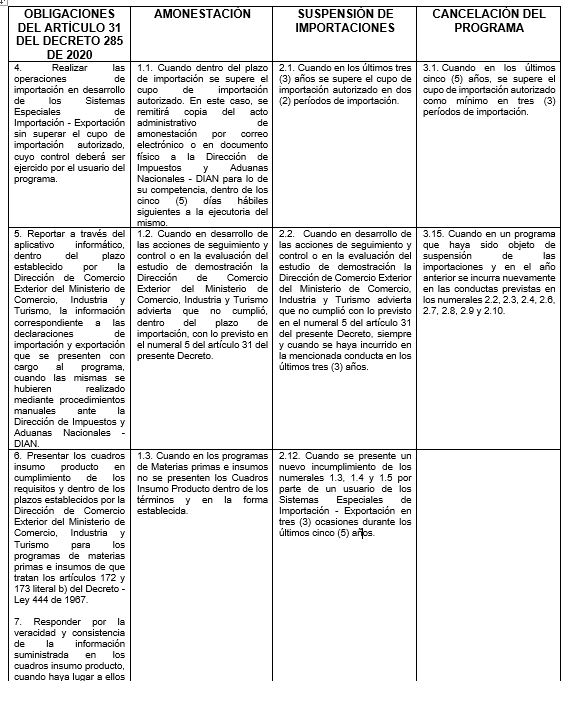 OBLIGACIONES
DEL ARTÍCULO 31
DEL DECRETO 285
DE 2020
AMONESTACIÓN
SUSPENSIÓN DE
IMPORTACIONES
CANCELACIÓN DEL
PROGRAMA
4. Realizar las
operaciones de
importación en desarrollo
de los Sistemas
Especiales de
Importación - Exportación
sin superar el cupo de
importación autorizado,
cuyo control deberá ser
ejercido por el usuario del
programa.
1.1. Cuando dentro del plazo
de importación se supere el
cupo de importación
autorizado. En este caso, se
remitirá copia del acto
administrativo de
amonestación por correo
electrónico o en documento
físico a la Dirección de
Impuestos y Aduanas
Nacionales - DIAN para lo de
su competencia, dentro de los
cinco (5) días hábiles
siguientes a la ejecutoria del
mismo.
2.1. Cuando en los últimos tres
(3) años se supere el cupo de
importación autorizado en dos
(2) períodos de importación.
3.1. Cuando en los últimos
cinco (5) años, se supere el
cupo de importación autorizado
como mínimo en tres (3)
períodos de importación.
5. Reportar a través del
aplicativo informático,
dentro del plazo
establecido por la
Dirección de Comercio
Exterior del Ministerio de
Comercio, Industria y
Turismo, la información
correspondiente a las
declaraciones de
importación y exportación
que se presenten con
cargo al programa,
cuando las mismas se
hubieren realizado
mediante procedimientos
manuales ante la
Dirección de Impuestos y
Aduanas Nacionales -
DIAN.
1.2. Cuando en desarrollo de
las acciones de seguimiento y
control o en la evaluación del
estudio de demostración la
Dirección de Comercio
Exterior del Ministerio de
Comercio, Industria y Turismo
advierta que no cumplió,
dentro del plazo de
importación, con lo previsto en
el numeral 5 del artículo 31 del
presente Decreto.
2.2. Cuando en desarrollo de
las acciones de seguimiento y
control o en la evaluación del
estudio de demostración la
Dirección de Comercio Exterior
del Ministerio de Comercio,
Industria y Turismo advierta
que no cumplió con lo previsto
en el numeral 5 del artículo 31
del presente Decreto, siempre
y cuando se haya incurrido en
la mencionada conducta en los
últimos tres (3) años.
3.15. Cuando en un programa
que haya sido objeto de
suspensión de las
importaciones y en el año
anterior se incurra nuevamente
en las conductas previstas en
los numerales 2.2, 2.3, 2.4, 2.6,
2.7, 2.8, 2.9 y 2.10.
6. Presentar los cuadros
insumo producto en
cumplimiento de los
requisitos y dentro de los
plazos establecidos por la
Dirección de Comercio
Exterior del Ministerio de
Comercio, Industria y
Turismo para los
programas de materias
primas e insumos de que
tratan los artículos 172 y
173 literal b) del Decreto -
Ley 444 de 1967.
7. Responder por la
veracidad y consistencia
de la información
suministrada en los
cuadros insumo producto,
cuando haya lugar a ellos
1.3. Cuando en los programas
de Materias primas e insumos
no se presenten los Cuadros
Insumo Producto dentro de los
términos y en la forma
establecida.
2.12. Cuando se presente un
nuevo incumplimiento de los
numerales 1.3, 1.4 y 1.5 por
parte de un usuario de los
Sistemas Especiales de
Importación - Exportación en
tres (3) ocasiones durante los
últimos cinco (5) años.